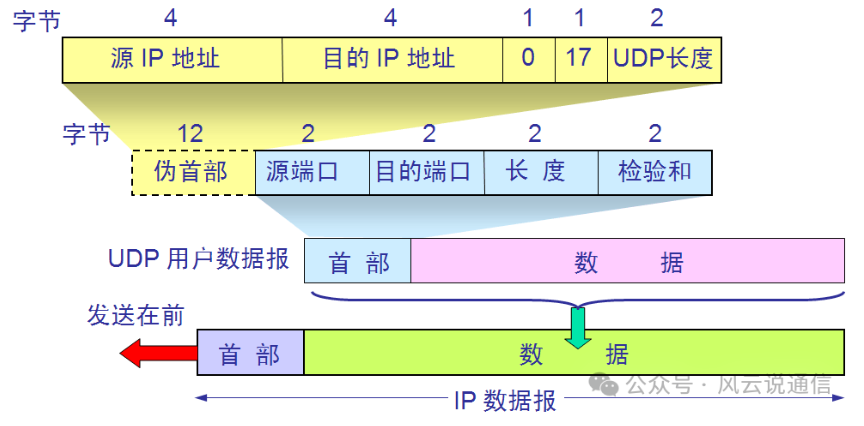 字节 4 4 1 1 2
源 IP 地址 目的 IP 地址 0 17 UDP长度
字节 12 2 2 2 2
伪首部 源端口 目的端口 长 度 检验和
UDP 用户数据报 首 部 数 据
发送在前
首 部 数 据
公众号 · 风云说通信
IP 数据报